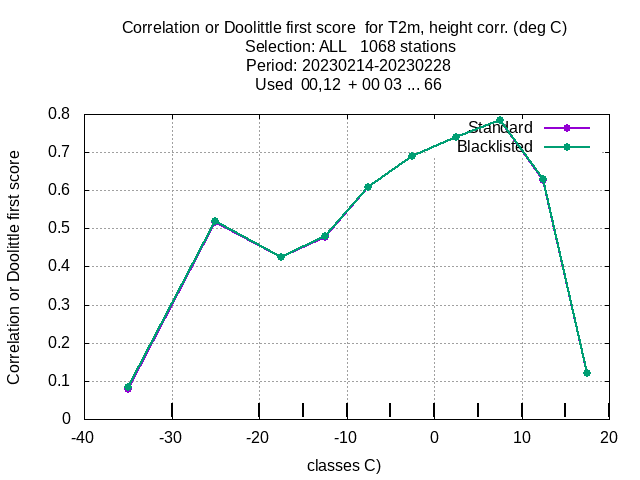 Correlation or Doolittle first score  for T2m, height corr. (deg C)
Selection: ALL   1068 stations
Period: 20230214-20230228
Used  00,12  + 00 03 ... 66
Correlation or Doolittle first score
0.8
0.7
0.6
0.5
0.4
0.3
0.2
0.1
0
Standard
Blacklisted
-40 -30 -20 -10 0 10 20
classes C)